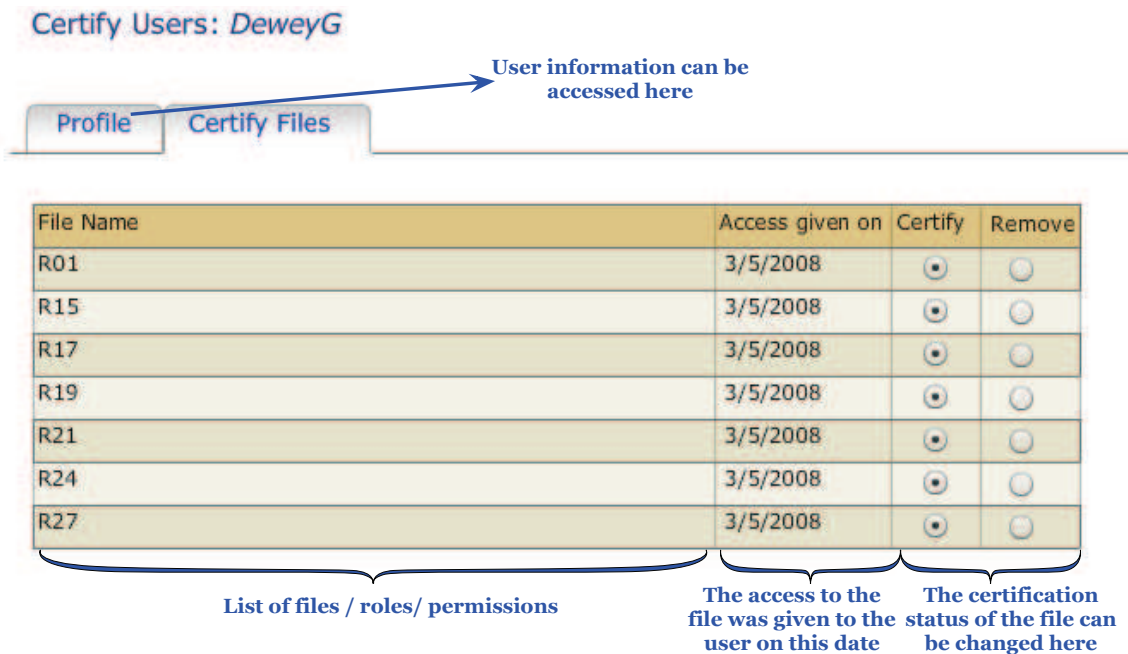 Certify Users: DeweyG
User information can be
accessed here
Profile Certify Files
File Name Access given on Certify Remove
R01 3/5/2008
R15 3/5/2008
R17 3/5/2008
R19 3/5/2008
R21 3/5/2008
R24 3/5/2008
R27 3/5/2008
List of files / roles/ permissions
The access to the
file was given to the
user on this date
The certification
status of the file can
be changed here